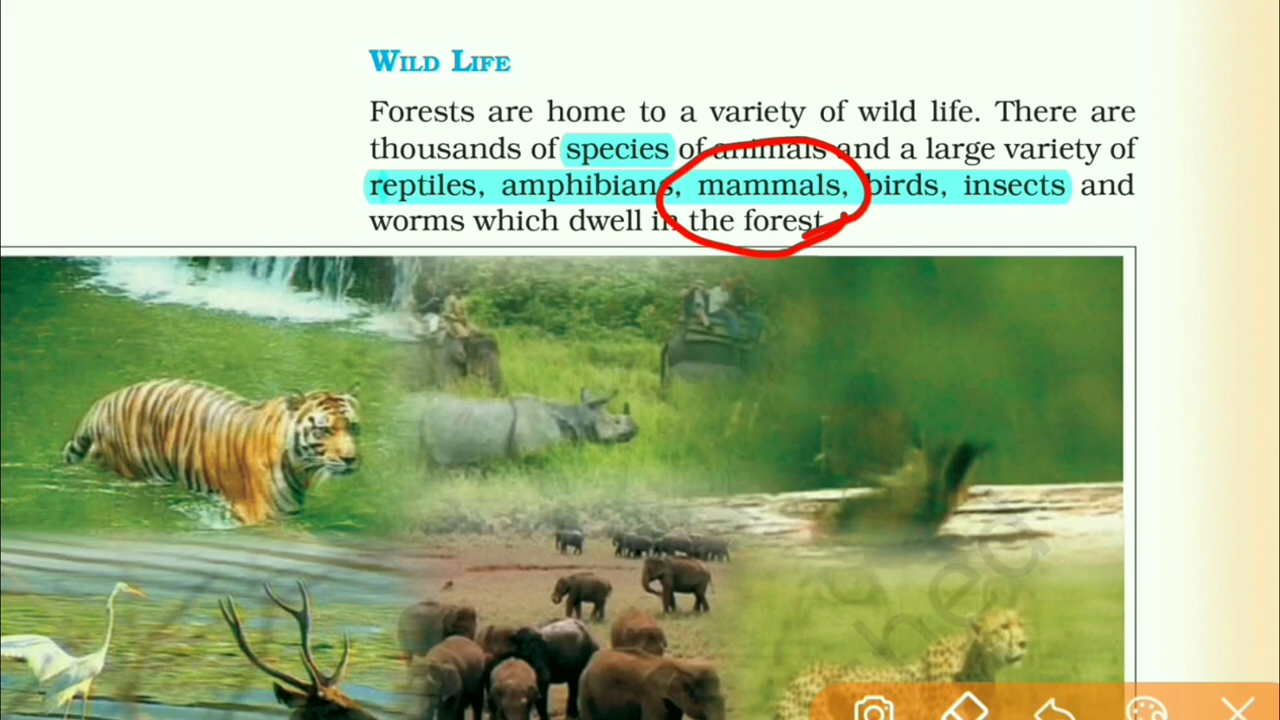 WILD LIFE
Forests are home to a variety of wild life. There are
thousands of species of animals and a large variety of
reptiles, amphibians, mammals, birds, insects and
worms which dwell in the forest.